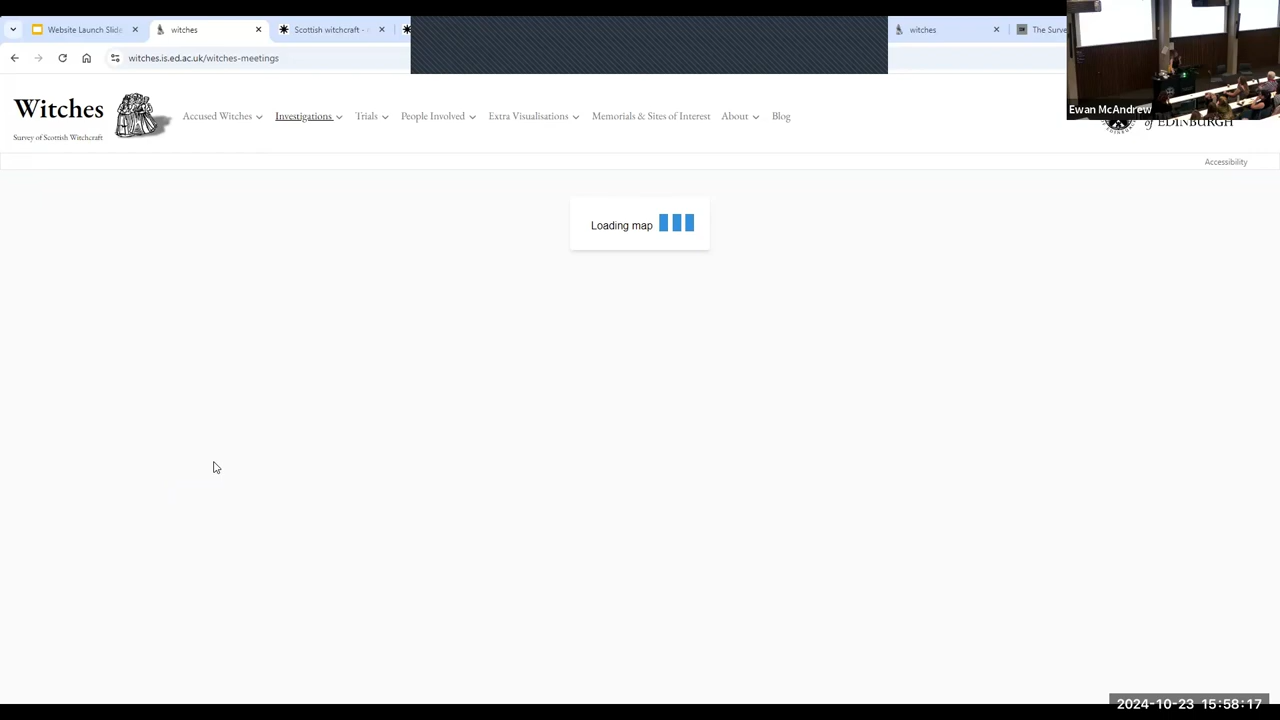 Website Launch Slide
witches
Scottish witchcraft -
witches
The Surve
witches.is.ed.ac.uk/witches-meetings
Ewan McAndrew
Witches
Survey of Scottish Witchcraft
Accused Witches
Investigations
Trials
People Involved
Extra Visualisations
Memorials & Sites of Interest
About
Blog
of EDINBURGH
Accessibility
Loading map
2024-10-23 15:58:17